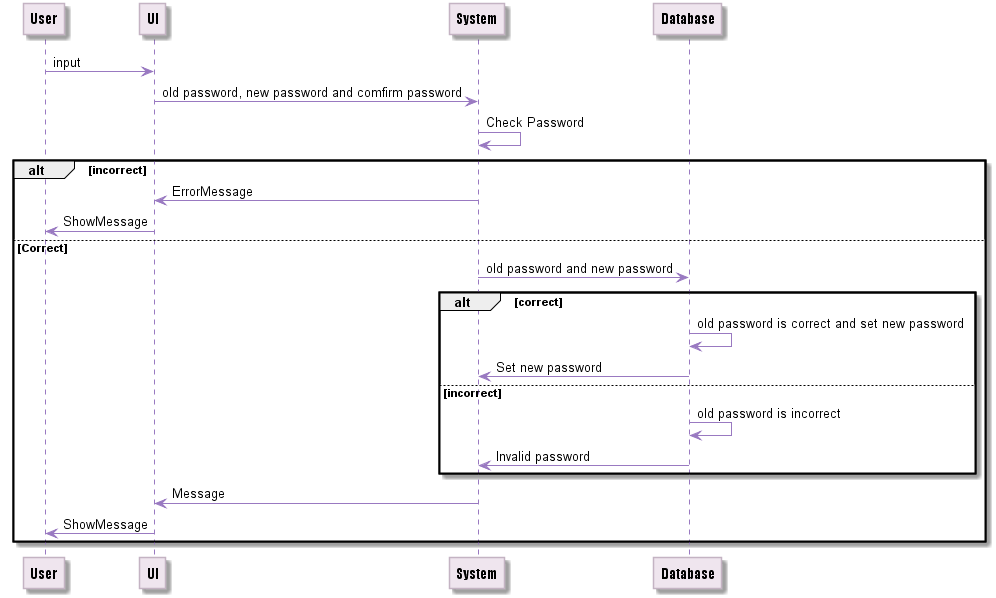 User UI System Database
input
old password, new password and comfirm password
Check Password
alt [incorrect]
ErrorMessage
ShowMessage
[Correct]
old password and new password
alt [correct]
old password is correct and set new password
Set new password
[incorrect]
old password is incorrect
Invalid password
Message
ShowMessage
User UI System Database